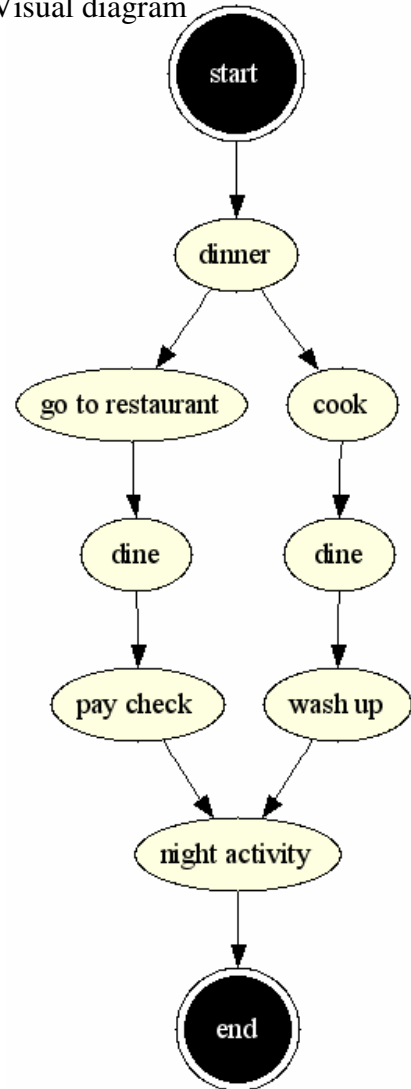 Visual diagram
start
dinner
go to restaurant
cook
dine
dine
pay check
wash up
night activity
end